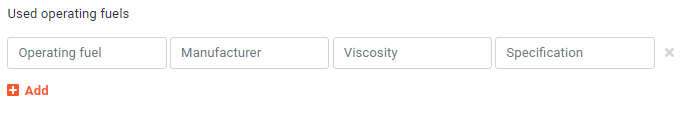 Used operating fuels
Operating fuel Manufacturer Viscosity Specification
Add